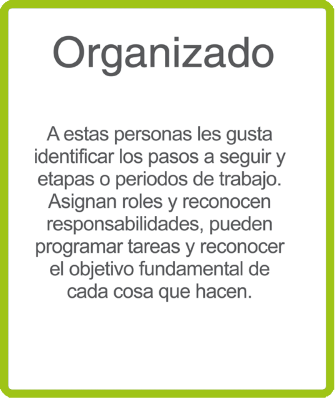 Organizado
A estas personas les gusta
identificar los pasos a seguir y
etapas o periodos de trabajo.
Asignan roles y reconocen
responsabilidades, pueden
programar tareas y reconocer
el objetivo fundamental de
cada cosa que hacen.